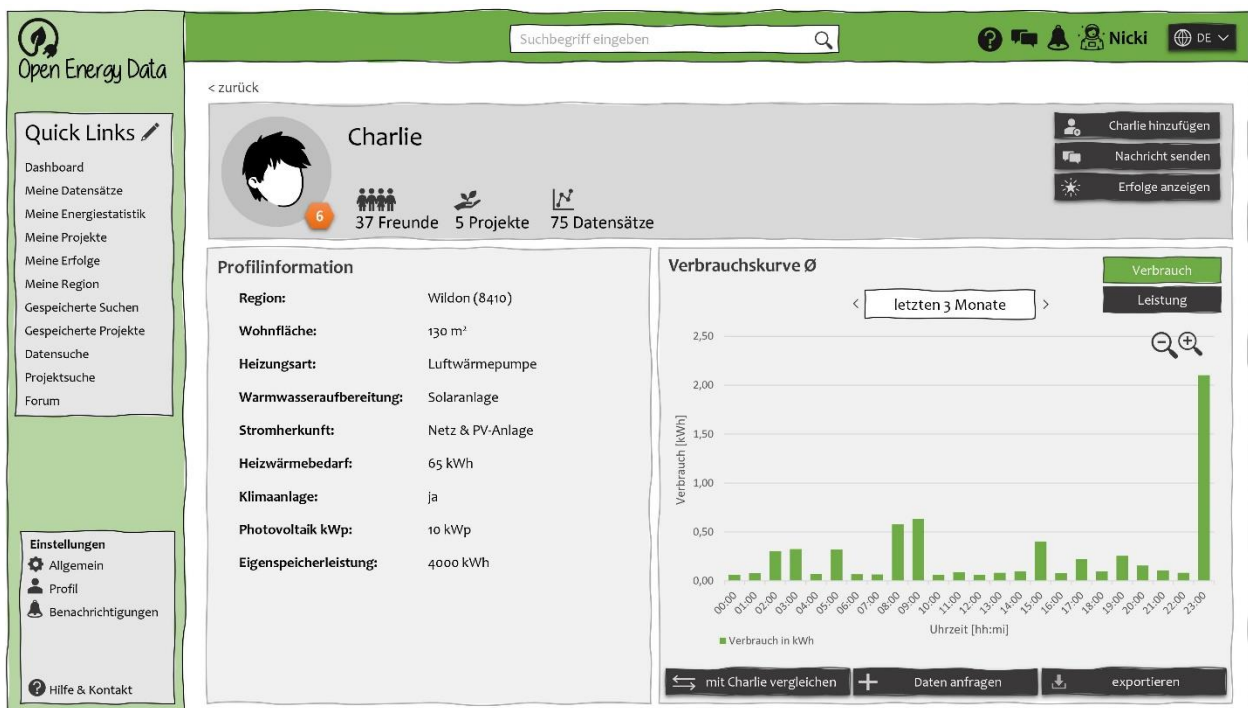 Open Energy Data
Suchbegriff eingeben
Nicki
DE
< zurück
Quick Links
Dashboard
Meine Datensätze
Meine Energiestatistik
Meine Projekte
Meine Erfolge
Meine Region
Gespeicherte Suchen
Gespeicherte Projekte
Datensuche
Projektsuche
Forum
Einstellungen
Allgemein
Profil
Benachrichtigungen
Hilfe & Kontakt
Charlie
6
37 Freunde 5 Projekte 75 Datensätze
Charlie hinzufügen
Nachricht senden
Erfolge anzeigen
Profilinformation
Region: Wildon (8410)
Wohnfläche: 130 m²
Heizungsart: Luftwärmepumpe
Warmwasseraufbereitung: Solaranlage
Stromherkunft: Netz & PV-Anlage
Heizwärmebedarf: 65 kWh
Klimaanlage: ja
Photovoltaik kWp: 10 kWp
Eigenspeicherleistung: 4000 kWh
Verbrauchskurve Ø
Verbrauch
Leistung
< letzten 3 Monate >
2,50
2,00
1,50
1,00
0,50
0,00
Verbrauch [kWh]
00:00 01:00 02:00 03:00 04:00 05:00 06:00 07:00 08:00 09:00 10:00 11:00 12:00 13:00 14:00 15:00 16:00 17:00 18:00 19:00 20:00 21:00 22:00 23:00
Uhrzeit [hh:mi]
Verbrauch in kWh
mit Charlie vergleichen
Daten anfragen
exportieren